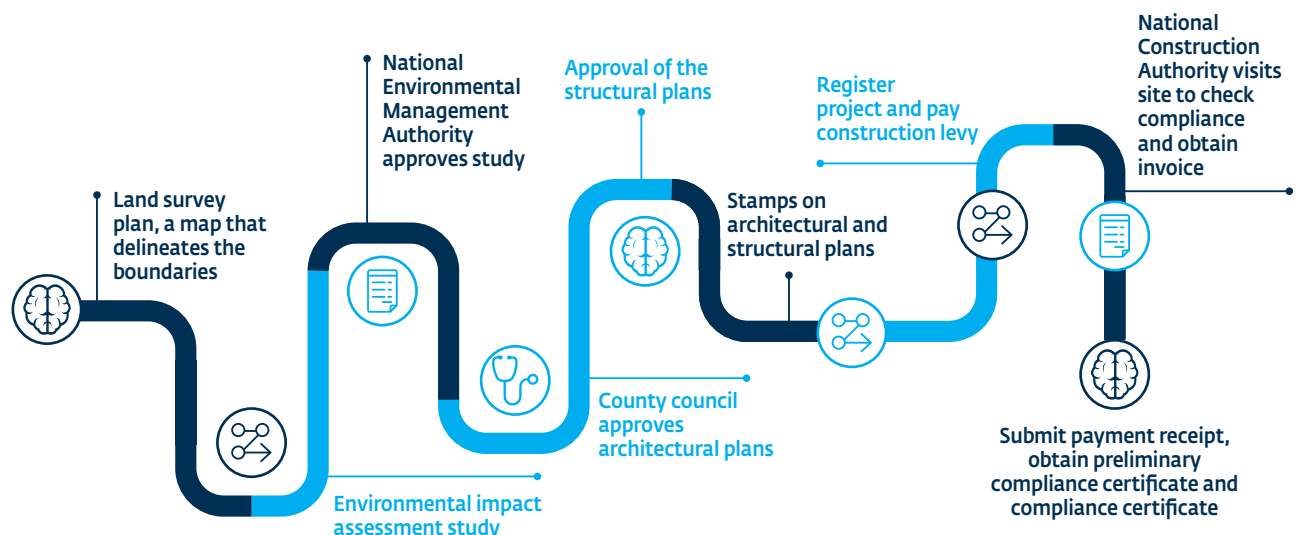 Land survey
plan, a map that
delineates the
boundaries
Environmental impact
assessment study
National
Environmental
Management
Authority
approves study
County council
approves
architectural plans
Approval of the
structural plans
Stamps on
architectural and
structural plans
Register
project and pay
construction levy
National
Construction
Authority visits
site to check
compliance
and obtain
invoice
Submit payment receipt,
obtain preliminary
compliance certificate and
compliance certificate